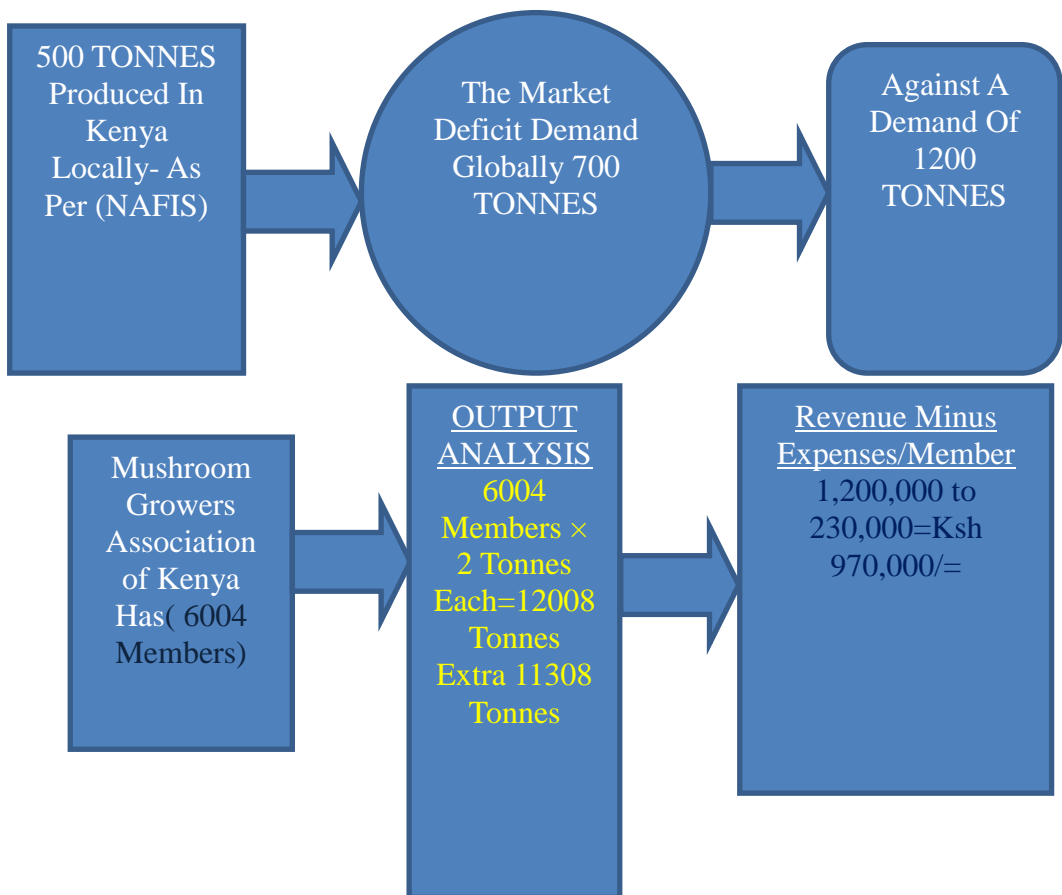 500 TONNES
Produced In
Kenya
Locally- As
Per (NAFIS)
The Market
Deficit Demand
Globally 700
TONNES
Against A
Demand Of
1200
TONNES
Mushroom
Growers
Association
of Kenya
Has( 6004
Members)
OUTPUT
ANALYSIS
6004
Members ×
2 Tonnes
Each=12008
Tonnes
Extra 11308
Tonnes
Revenue Minus
Expenses/Member
1,200,000 to
230,000=Ksh
970,000/=